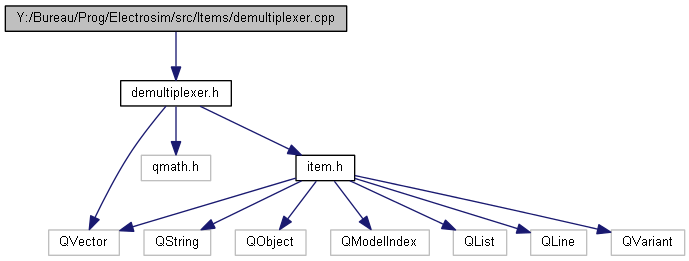 Y:/Bureau/Prog/Electrosim/src/Items/demultiplexer.cpp
demultiplexer.h
qmath.h
item.h
QVector
QString
QObject
QModelIndex
QList
QLine
QVariant